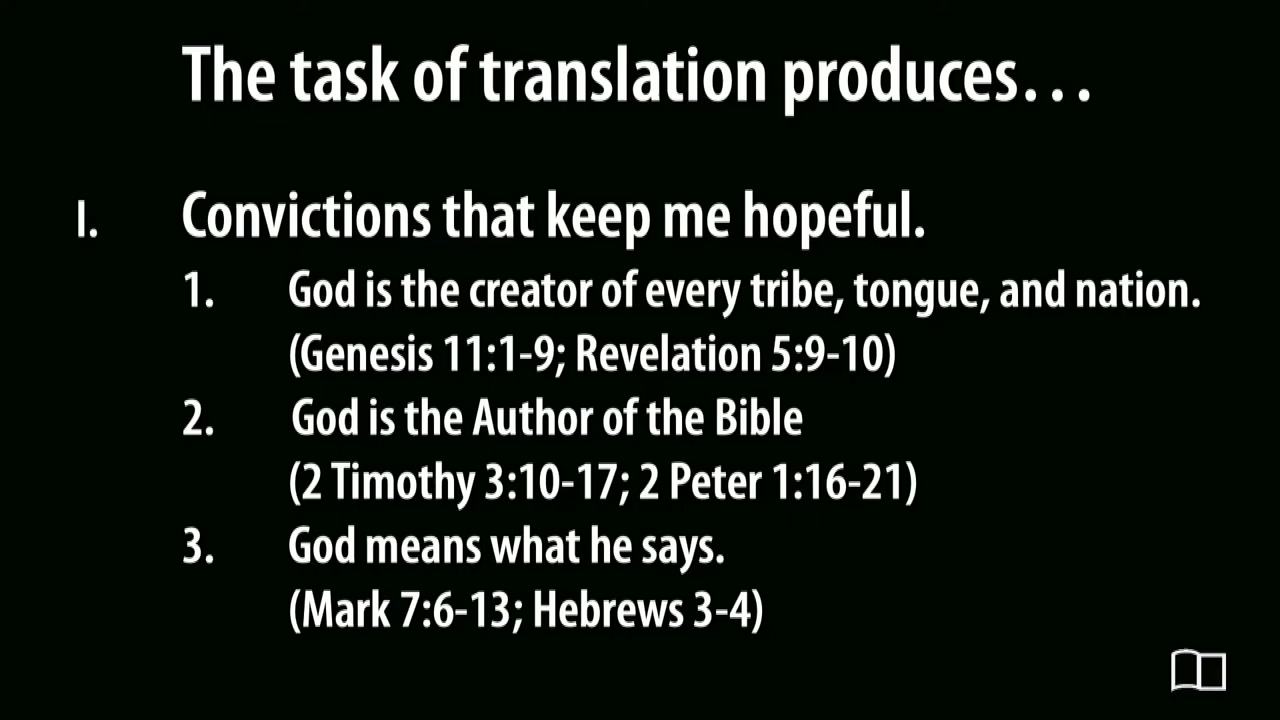 The task of translation produces…
I. Convictions that keep me hopeful.
1. God is the creator of every tribe, tongue, and nation.
(Genesis 11:1-9; Revelation 5:9-10)
2. God is the Author of the Bible
(2 Timothy 3:10-17; 2 Peter 1:16-21)
3. God means what he says.
(Mark 7:6-13; Hebrews 3-4)